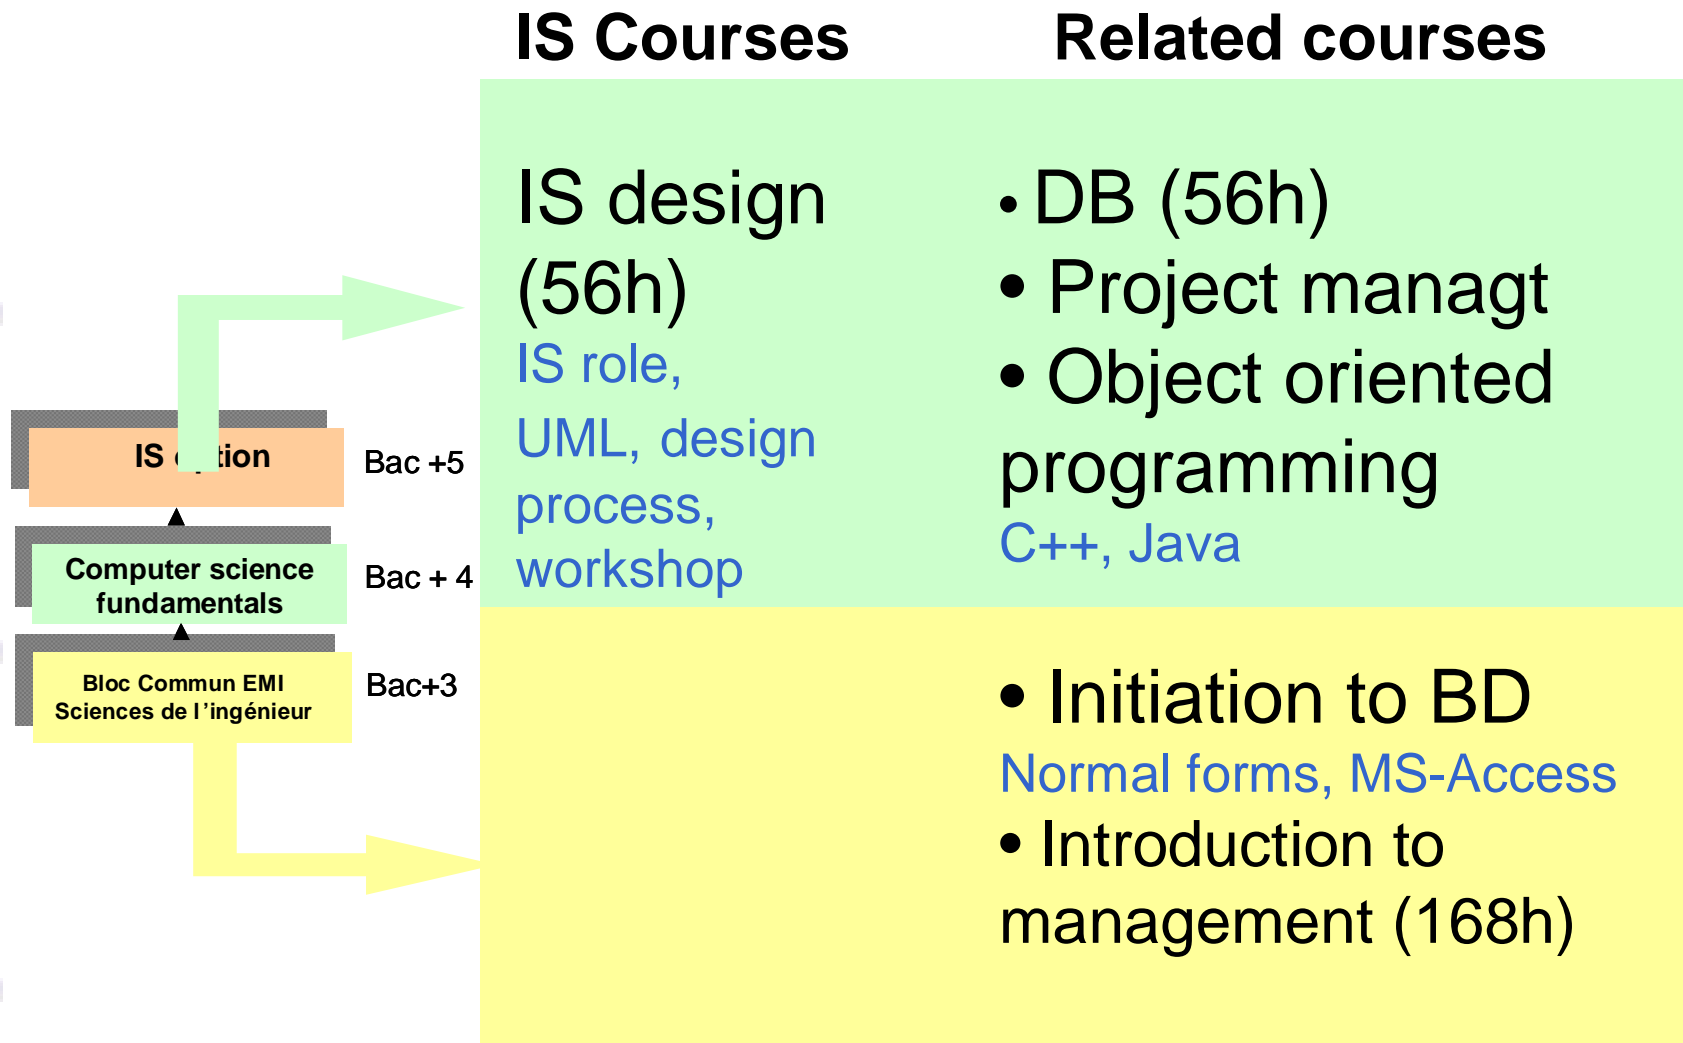 IS Courses
Related courses
IS design
(56h)
IS role,
UML, design
process,
workshop
• DB (56h)
• Project managt
• Object oriented
programming
C++, Java
IS option
Bac +5
Computer science
fundamentals
Bac + 4
Bloc Commun EMI
Sciences de l'ingénieur
Bac+3
• Initiation to BD
Normal forms, MS-Access
• Introduction to
management (168h)